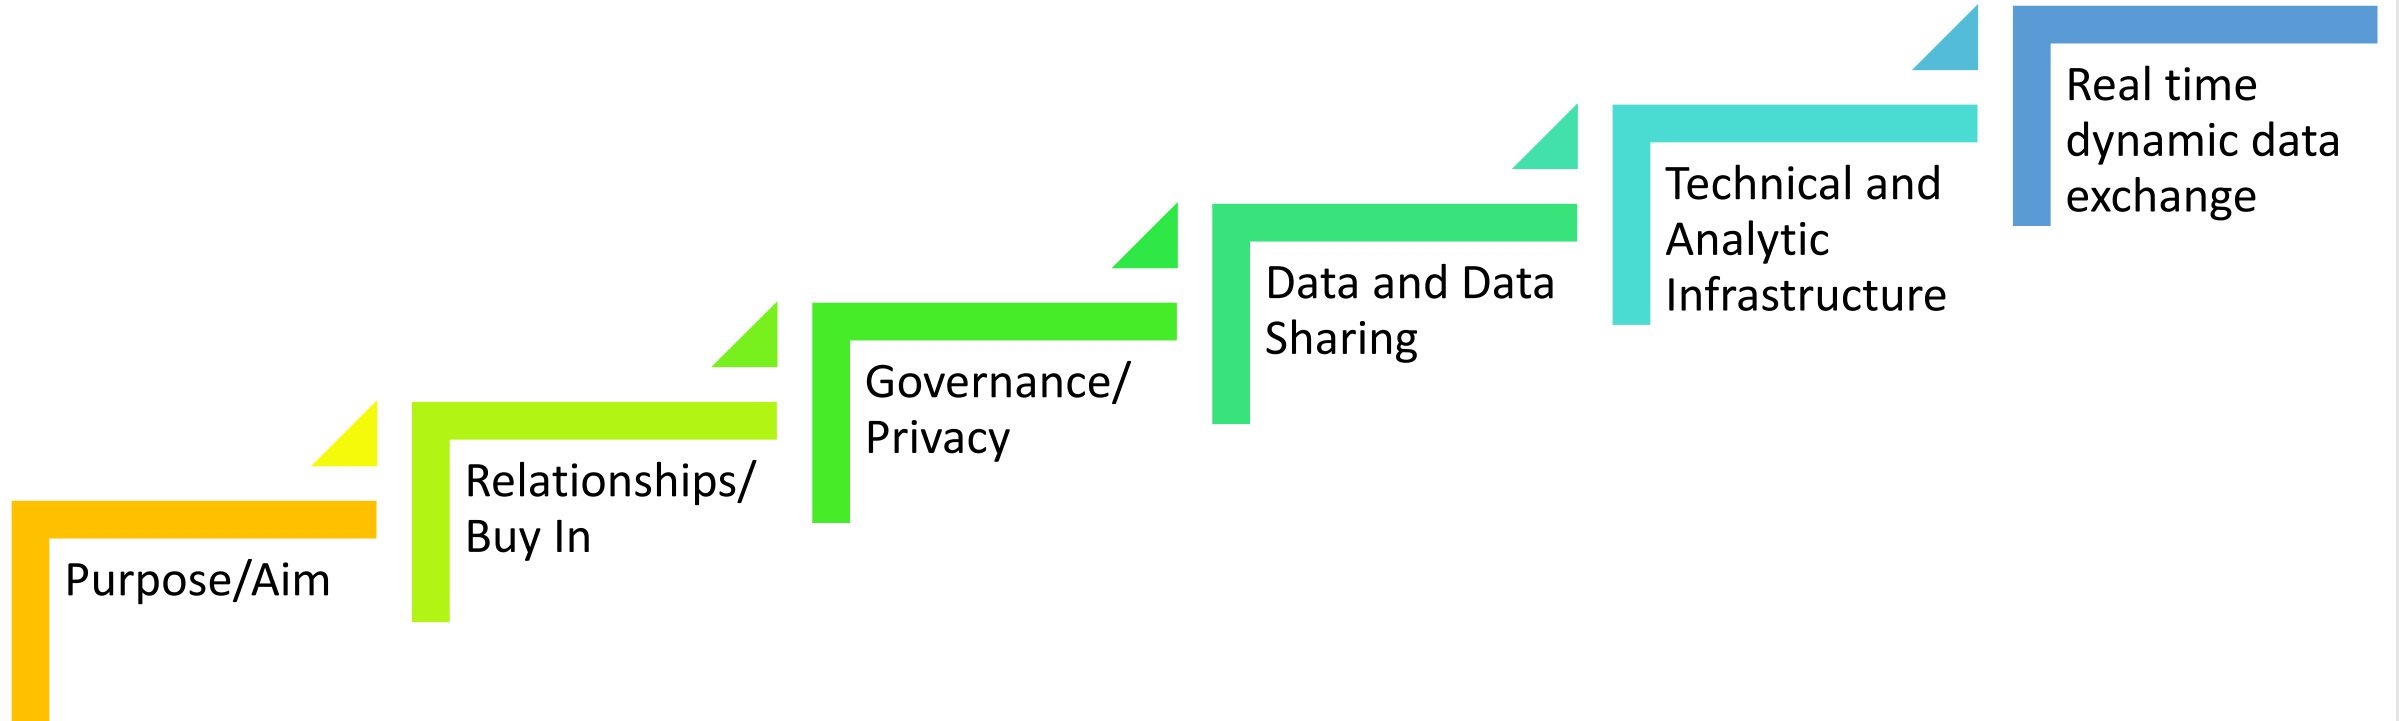 Purpose/Aim
Relationships/
Buy In
Governance/
Privacy
Data and Data
Sharing
Technical and
Analytic
Infrastructure
Real time
dynamic data
exchange